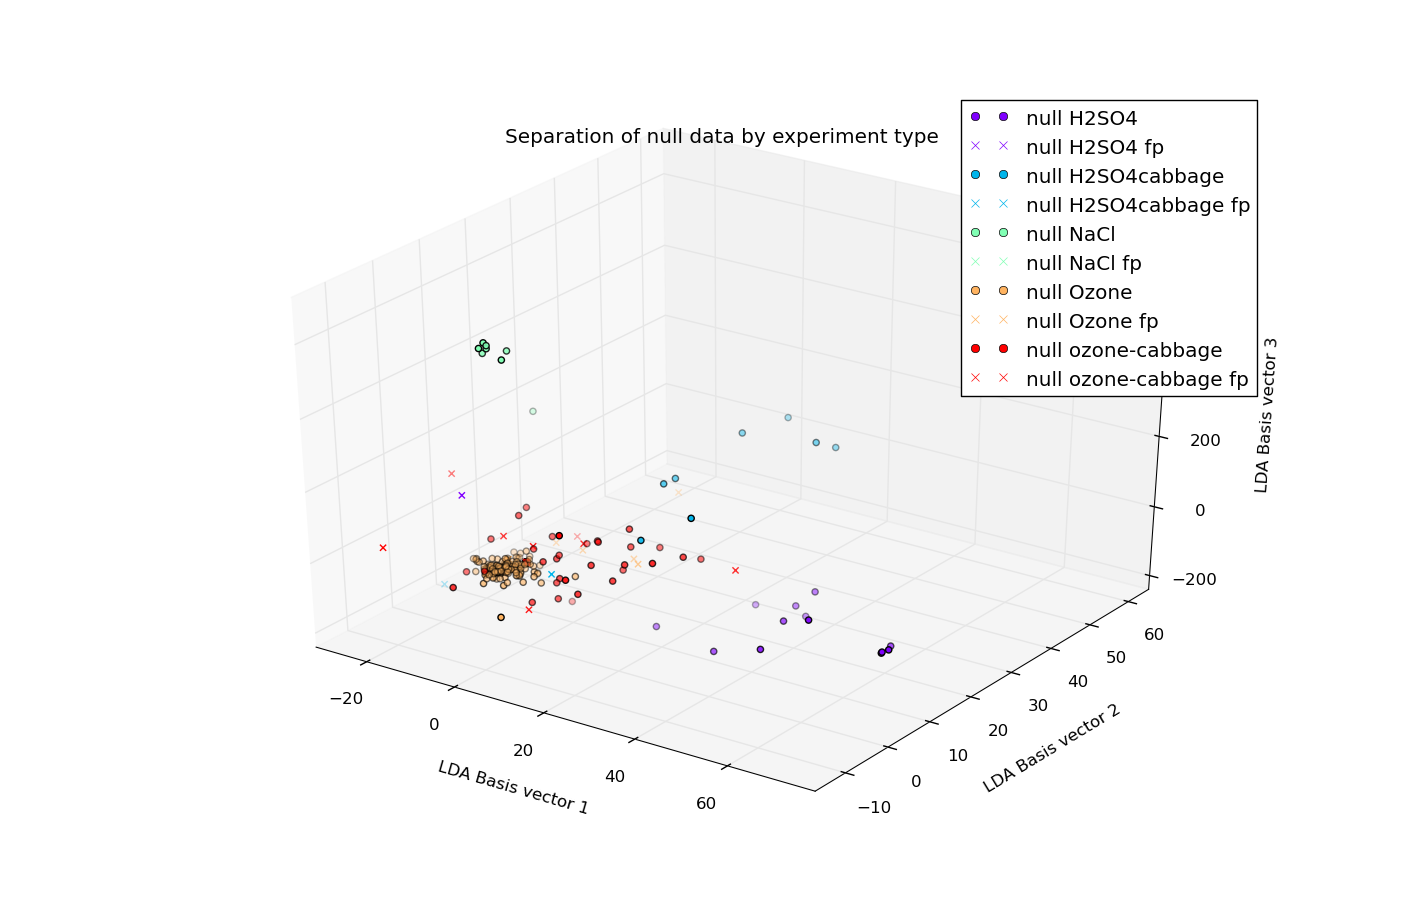 Separation of null data by experiment type
null H2SO4
null H2SO4 fp
null H2SO4cabbage
null H2SO4cabbage fp
null NaCl
null NaCl fp
null Ozone
null Ozone fp
null ozone-cabbage
null ozone-cabbage fp
LDA Basis vector 3
200
0
−200
60
50
40
30
20
10
0
−10
LDA Basis vector 2
−20
0
20
40
60
LDA Basis vector 1